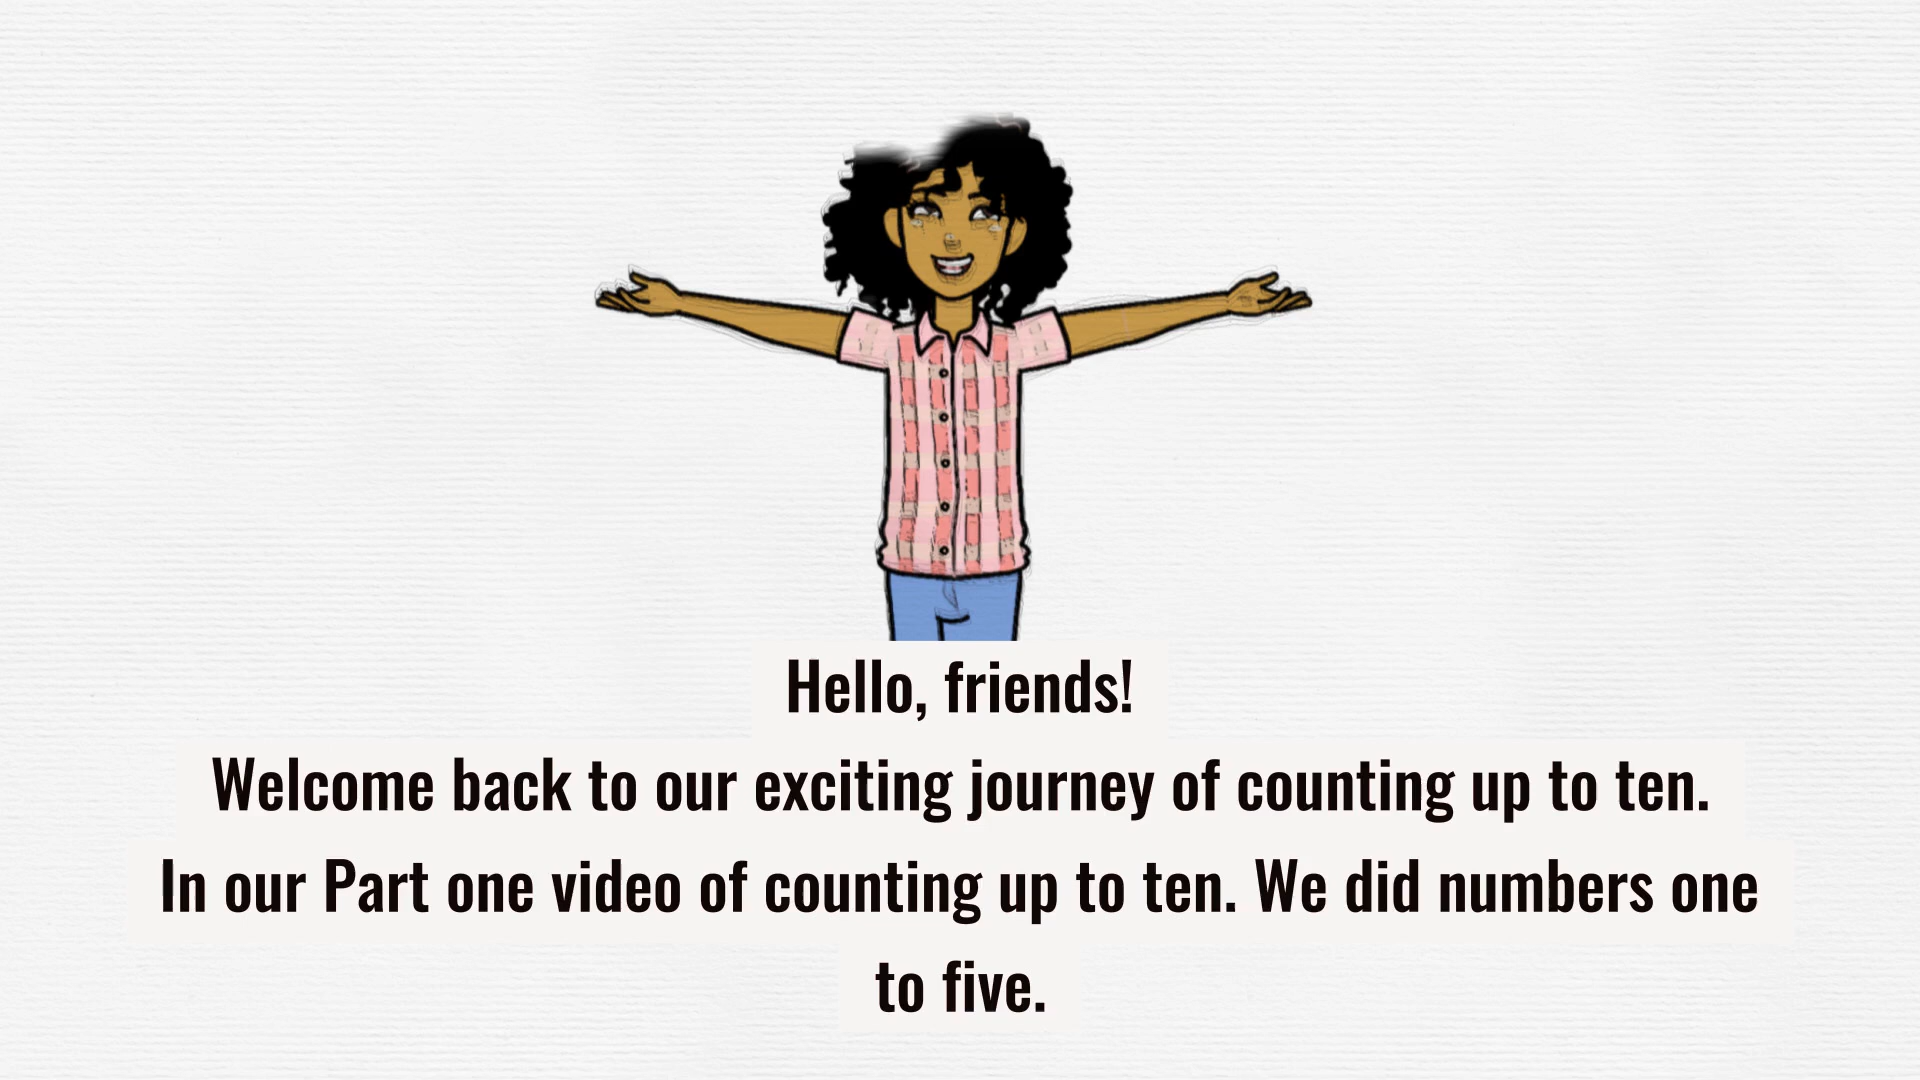 Hello, friends!
Welcome back to our exciting journey of counting up to ten.
In our Part one video of counting up to ten. We did numbers one
to five.